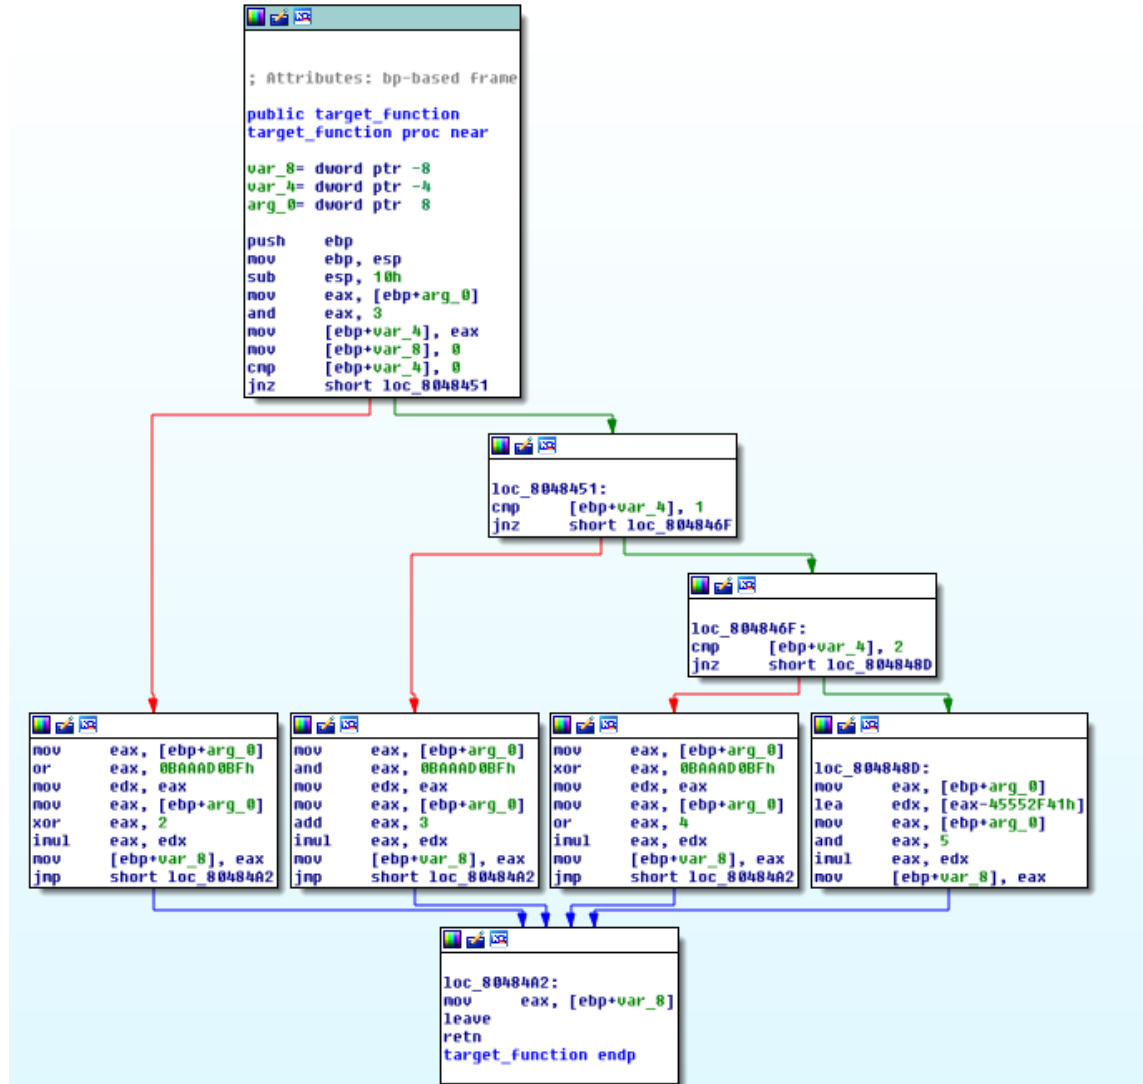 ; Attributes: bp-based frame
public target_function
target_function proc near
var_8= dword ptr -8
var_4= dword ptr -4
arg_0= dword ptr  8
push    ebp
mov     ebp, esp
sub     esp, 10h
mov     eax, [ebp+arg_0]
and     eax, 3
mov     [ebp+var_4], eax
mov     [ebp+var_8], 0
cmp     [ebp+var_4], 0
jnz     short loc_8048451
loc_8048451:
cmp     [ebp+var_4], 1
jnz     short loc_804846F
loc_804846F:
cmp     [ebp+var_4], 2
jnz     short loc_804848D
mov     eax, [ebp+arg_0]
or      eax, 0BAAAD0BFh
mov     edx, eax
mov     eax, [ebp+arg_0]
xor     eax, 2
imul    eax, edx
mov     [ebp+var_8], eax
jmp     short loc_80484A2
mov     eax, [ebp+arg_0]
and     eax, 0BAAAD0BFh
mov     edx, eax
mov     eax, [ebp+arg_0]
add     eax, 3
imul    eax, edx
mov     [ebp+var_8], eax
jmp     short loc_80484A2
mov     eax, [ebp+arg_0]
xor     eax, 0BAAAD0BFh
mov     edx, eax
mov     eax, [ebp+arg_0]
or      eax, 4
imul    eax, edx
mov     [ebp+var_8], eax
jmp     short loc_80484A2
loc_804848D:
mov     eax, [ebp+arg_0]
lea     edx, [eax-45552F41h]
mov     eax, [ebp+arg_0]
and     eax, 5
imul    eax, edx
mov     [ebp+var_8], eax
loc_80484A2:
mov     eax, [ebp+var_8]
leave
retn
target_function endp